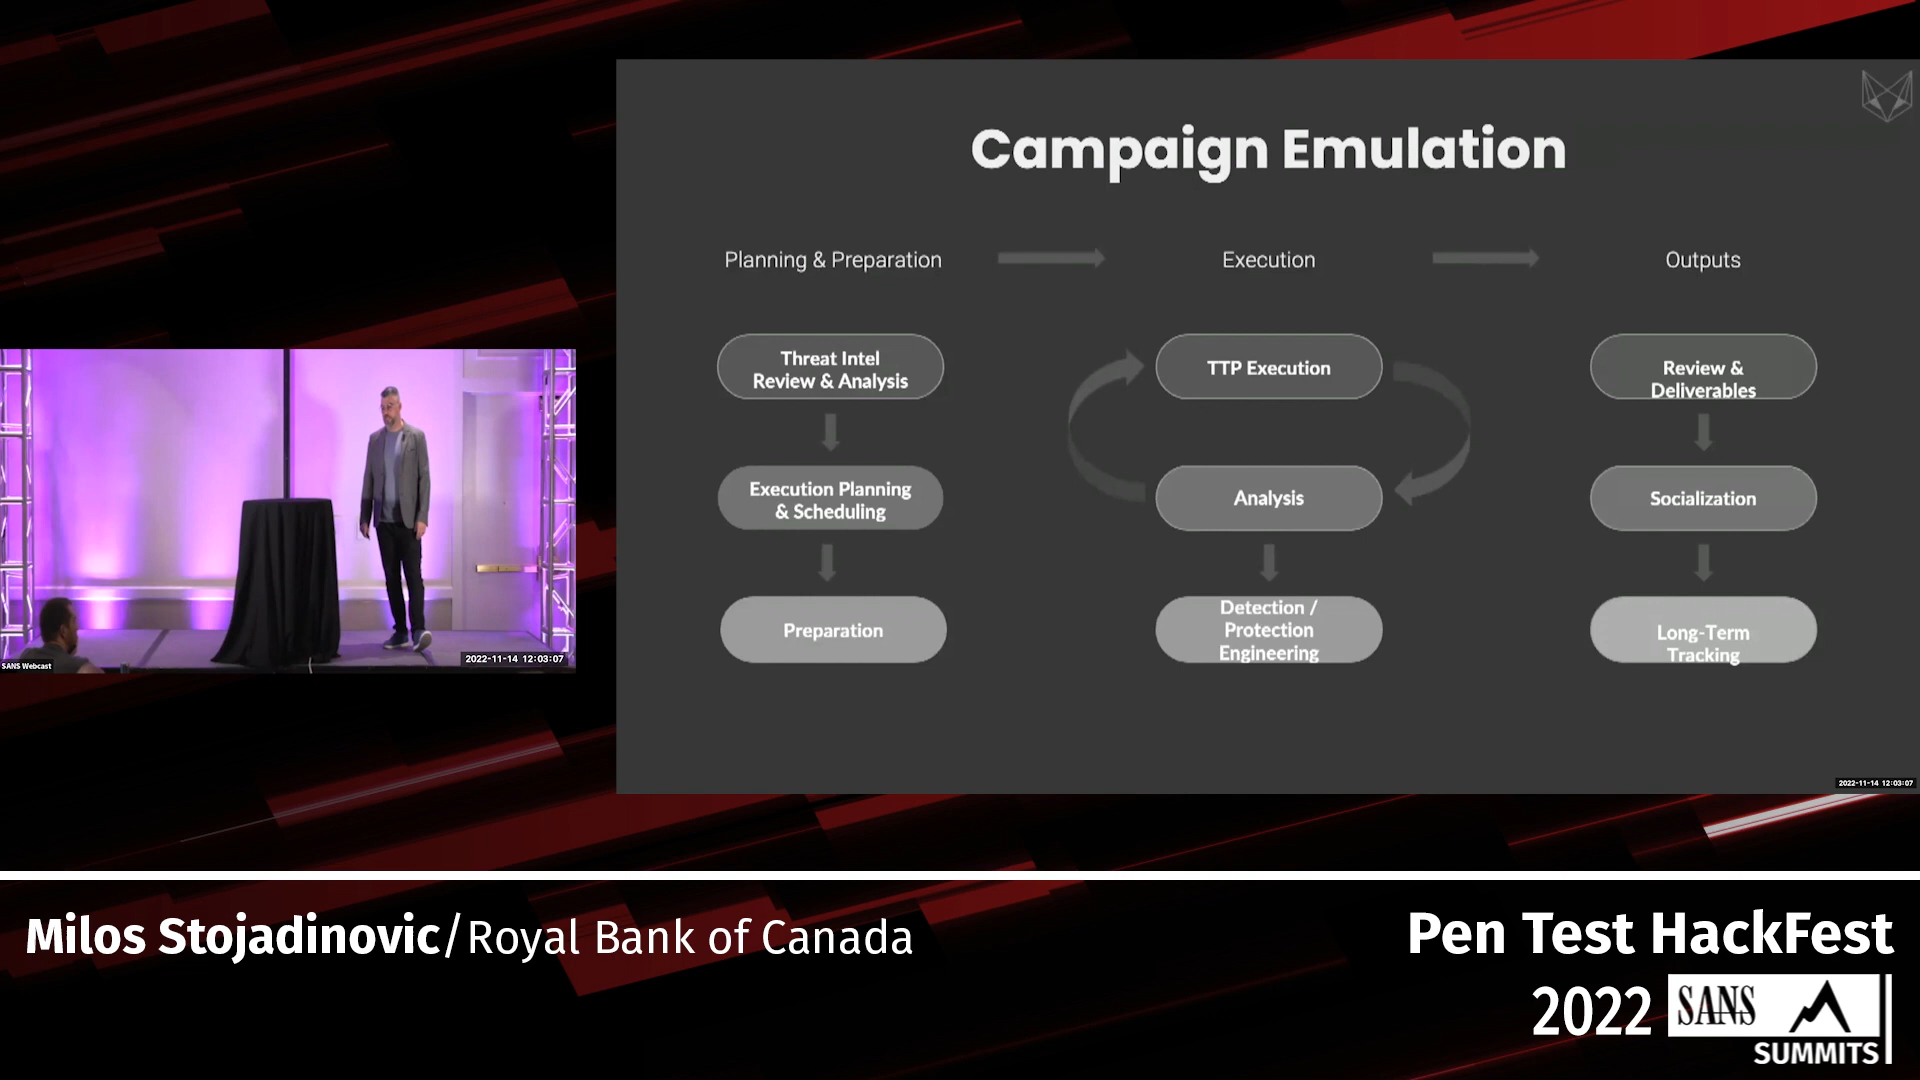 Campaign Emulation
Planning & Preparation
Execution
Outputs
Threat Intel
Review & Analysis
Execution Planning
& Scheduling
Preparation
TTP Execution
Analysis
Detection /
Protection
Engineering
Review &
Deliverables
Socialization
Long-Term
Tracking
2022-11-14 12:03:07
SANS Webcast
2022-11-14 12:03:07
Milos Stojadinovic/Royal Bank of Canada
Pen Test HackFest
2022
SANS
SUMMITS